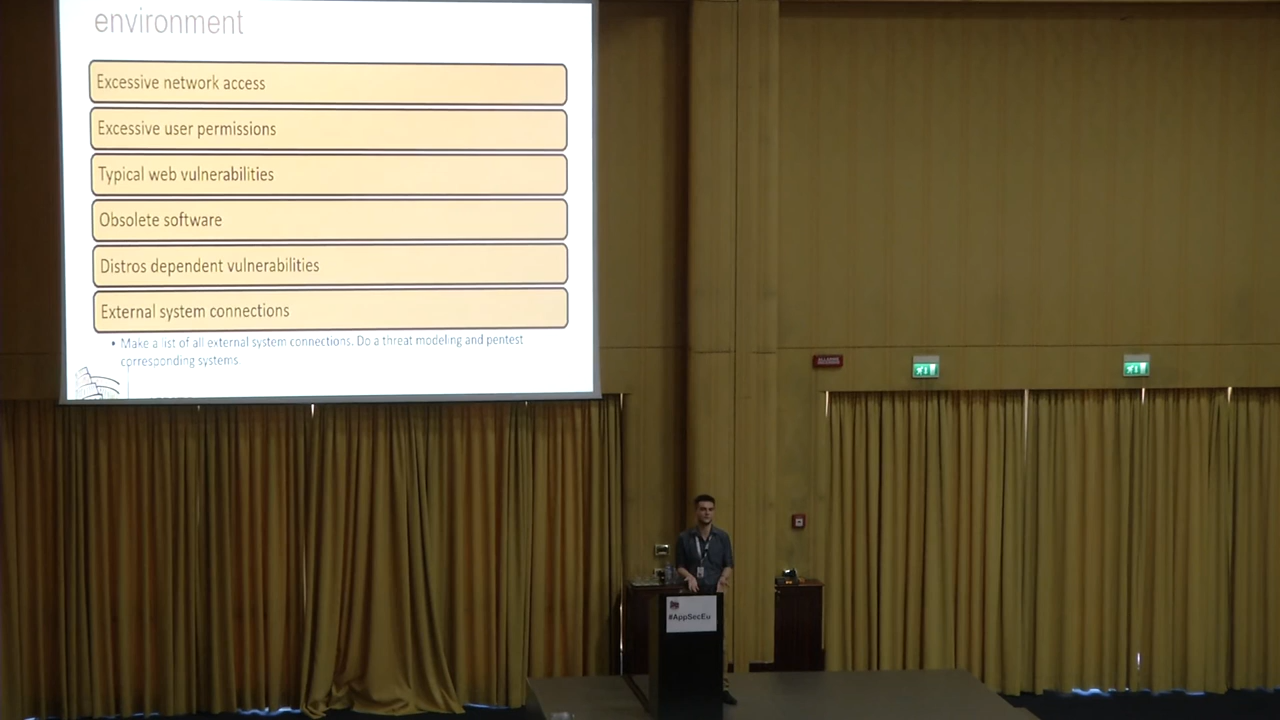 environment
Excessive network access
Excessive user permissions
Typical web vulnerabilities
Obsolete software
Distros dependent vulnerabilities
External system connections
• Make a list of all external system connections. Do a threat modeling and pentest
corresponding systems
#AppSecEu